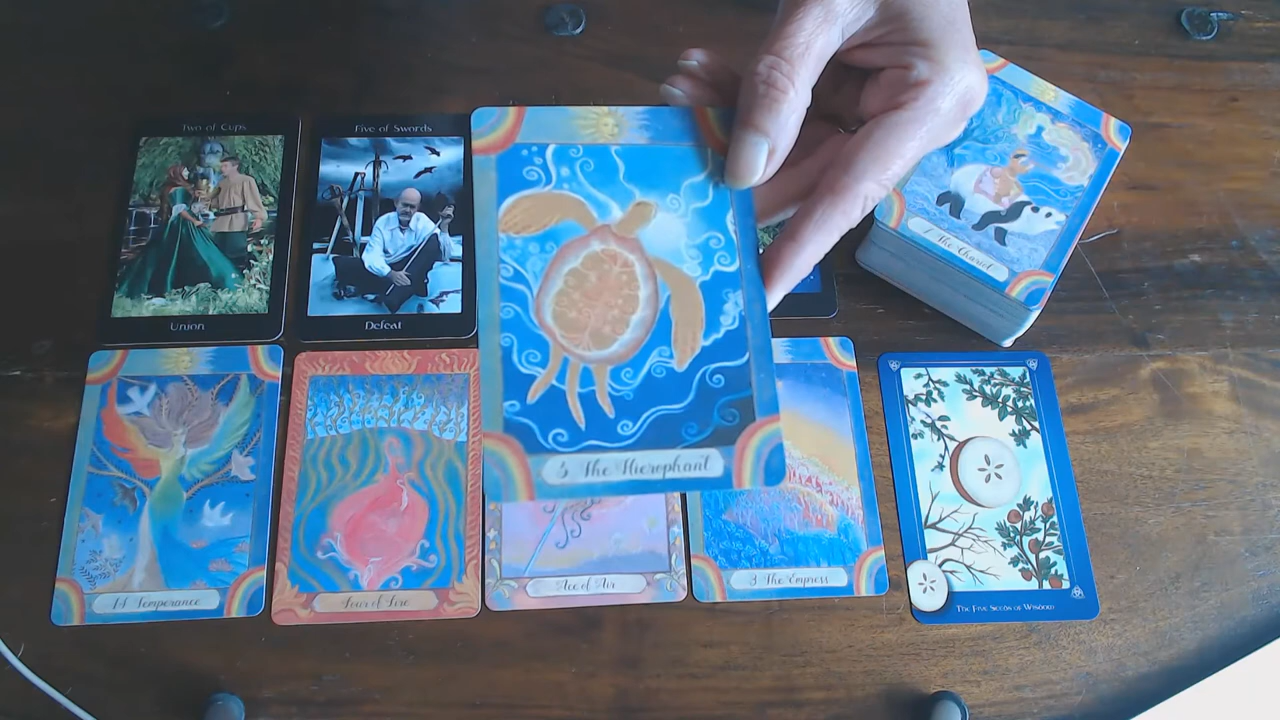 Two of Cups
Union
Five of Swords
Defeat
5 The Hierophant
7 The Chariot
14 Temperance
Four of Fire
Ace of Air
3 The Empress
The Five Seeds of Wisdom